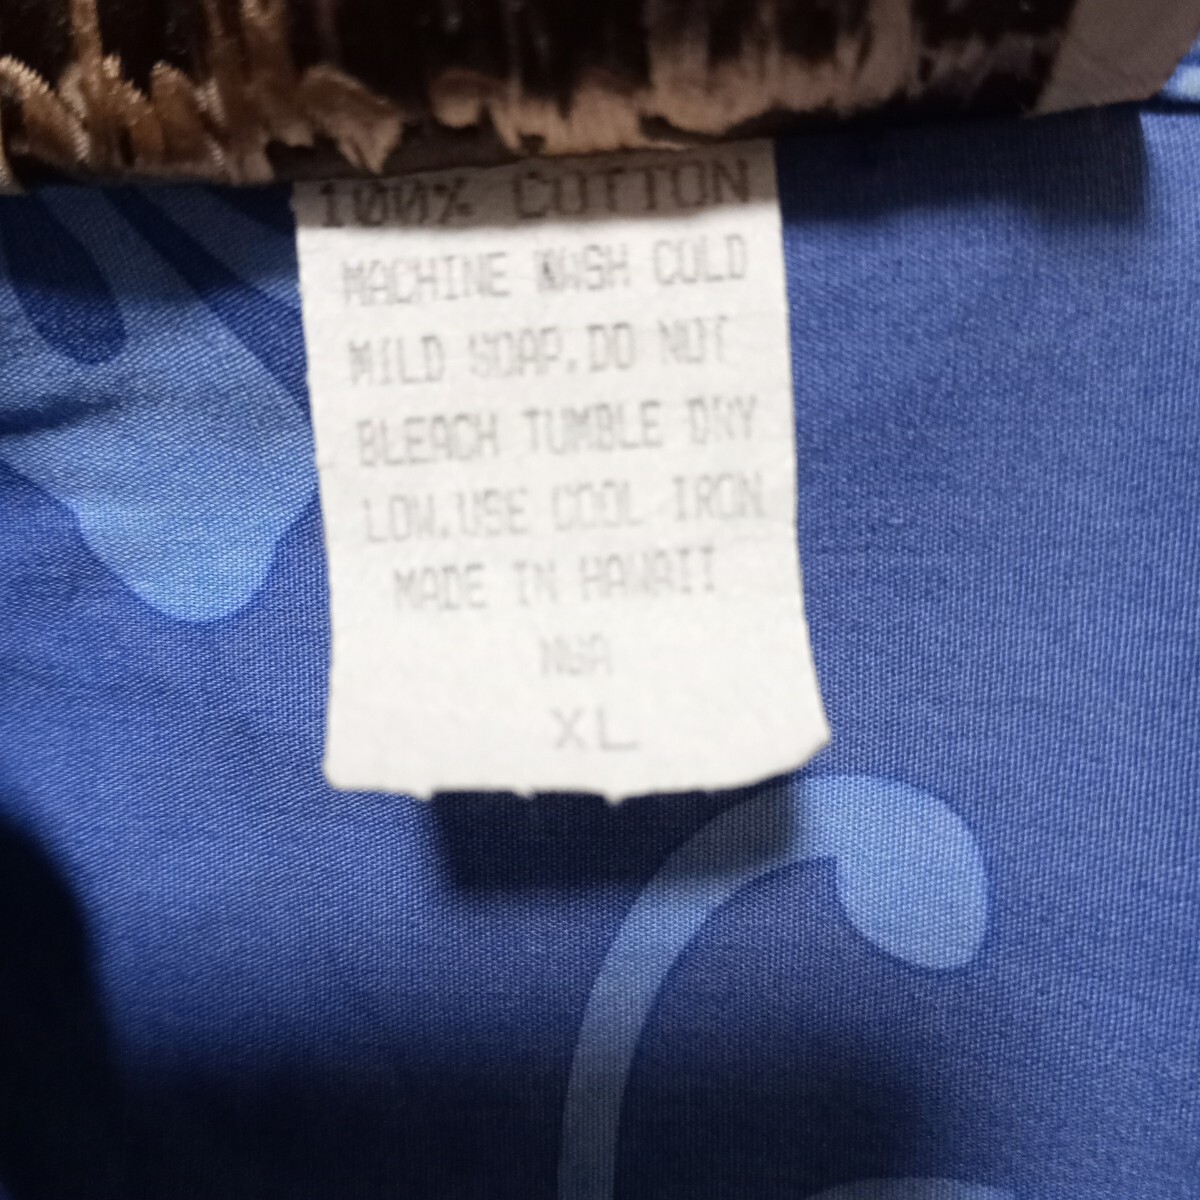 100% COTTON
MACHINE WASH COLD
MILD SOAP.DO NOT
BLEACH TUMBLE DRY
LOW.USE COOL IRON
MADE IN HAWAII
XL